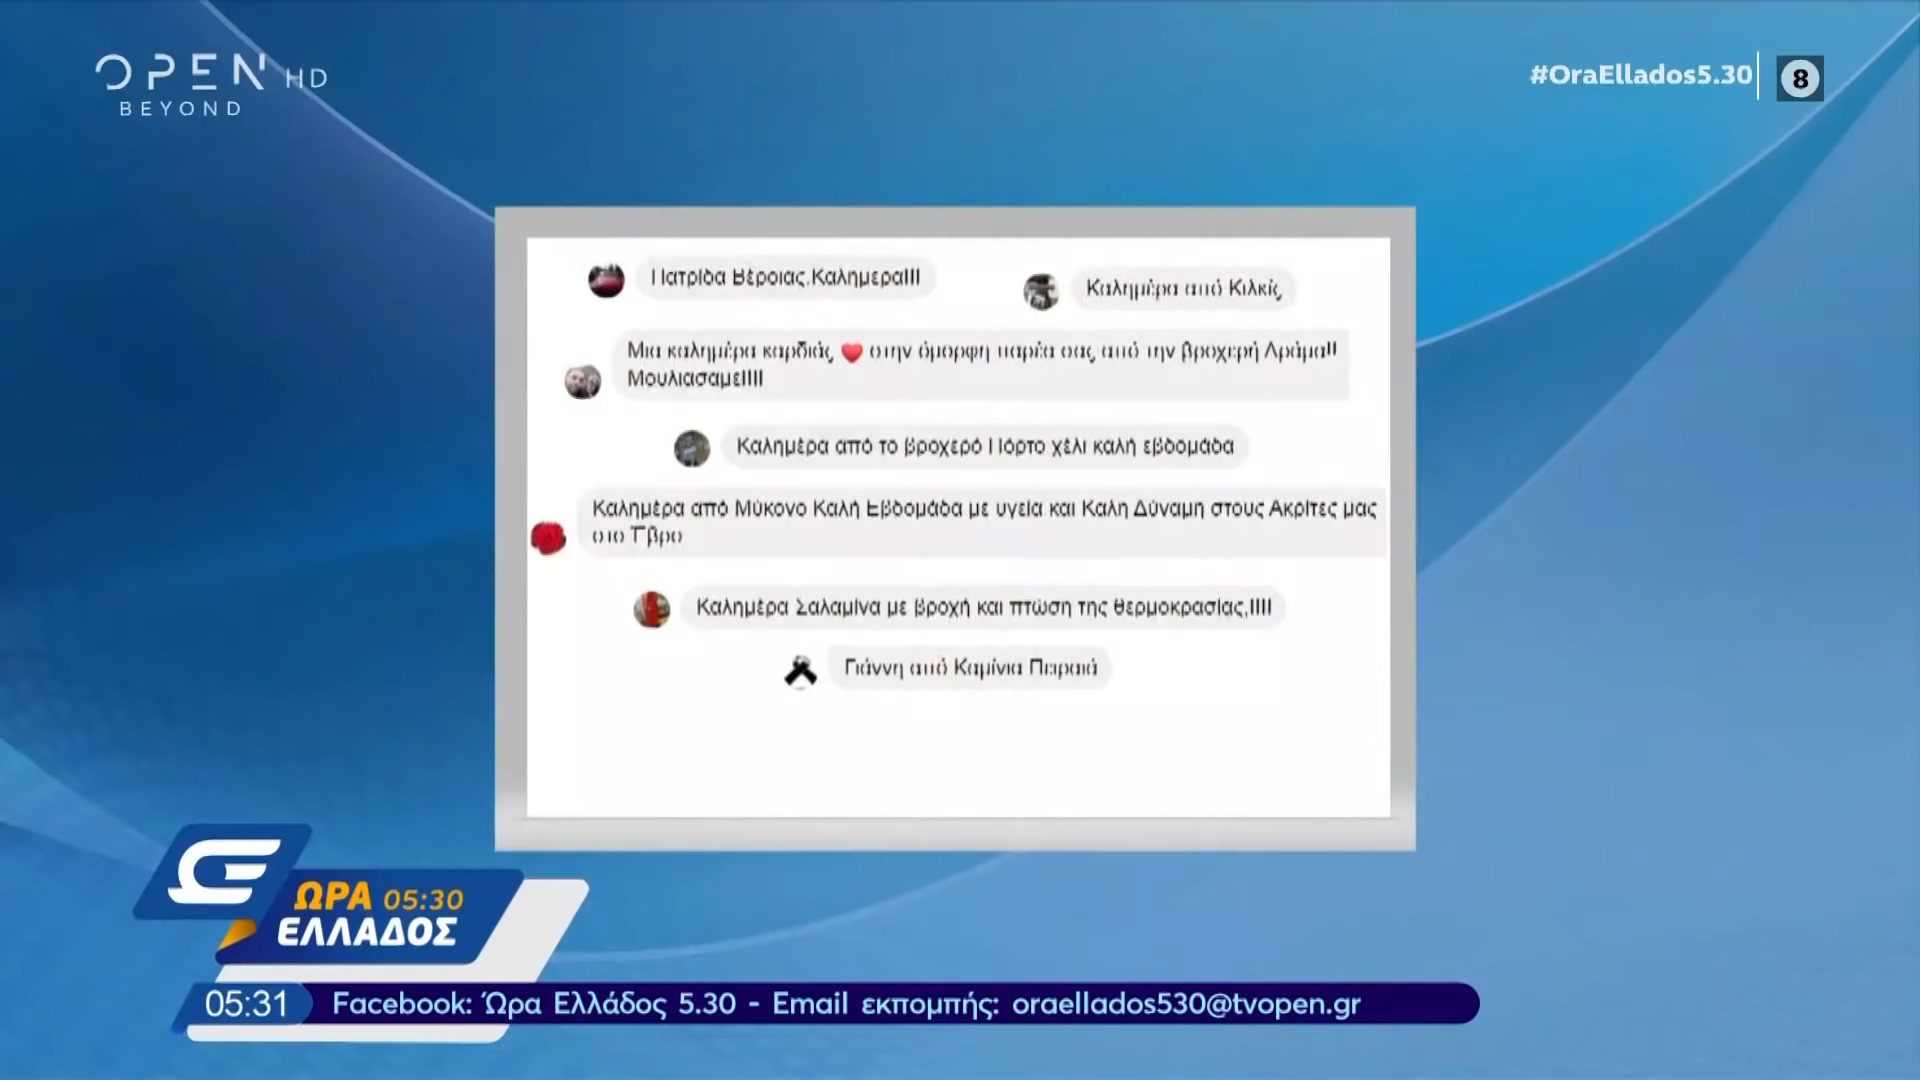 OPEN HD
BEYOND
#OraEllados5.30
8
Πατρίδα Βέροιας.Καλημερα!!!
Καλημέρα από Κιλκίς
Μια καλημέρα καρδιάς ❤ στην όμορφη παρέα σας από την βροχερή Δράμα!!
Μουλιασαμε!!!!
Καλημέρα από το βροχερό Πόρτο χέλι καλή εβδομάδα
Καλημέρα από Μύκονο Καλή Εβδομάδα με υγεία και Καλη Δύναμη στους Ακρίτες μας
στο Έβρο
Καλημέρα Σαλαμίνα με βροχή και πτώση της θερμοκρασίας,!!!!
Γιάννη από Καμίνια Πειραιά
ΩΡΑ 05:30
ΕΛΛΑΔΟΣ
05:31 Facebook: Ώρα Ελλάδος 5.30 - Email εκπομπής: oraellados530@tvopen.gr